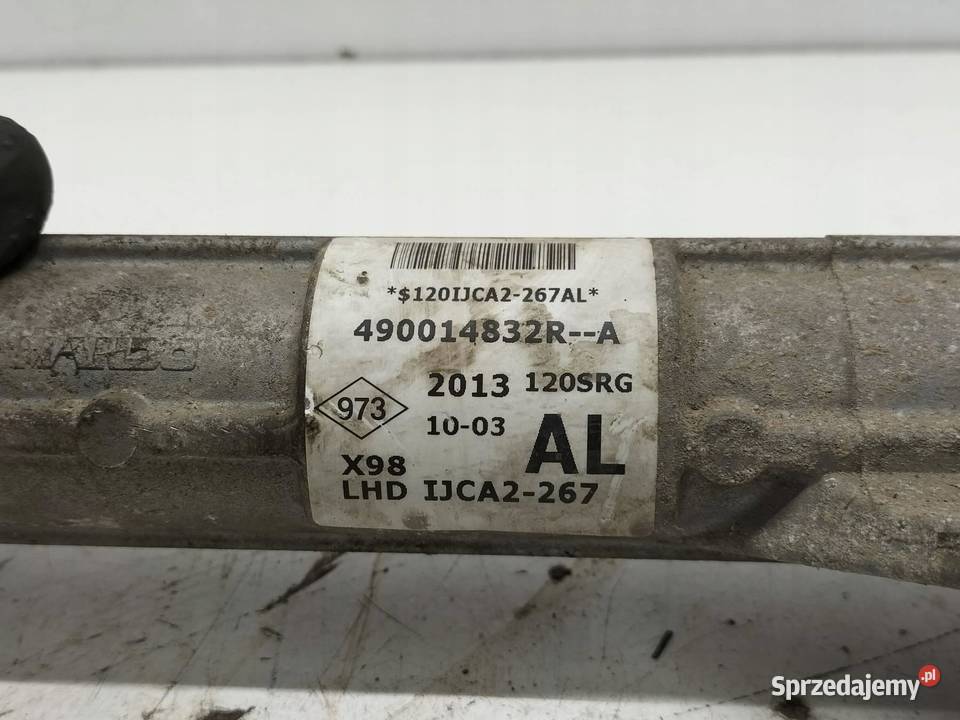 *$120IJCA2-267AL*
490014832R--A
973
2013 120SRG
10-03
AL
X98
LHD IJCA2-267
Sprzedajemy.pl